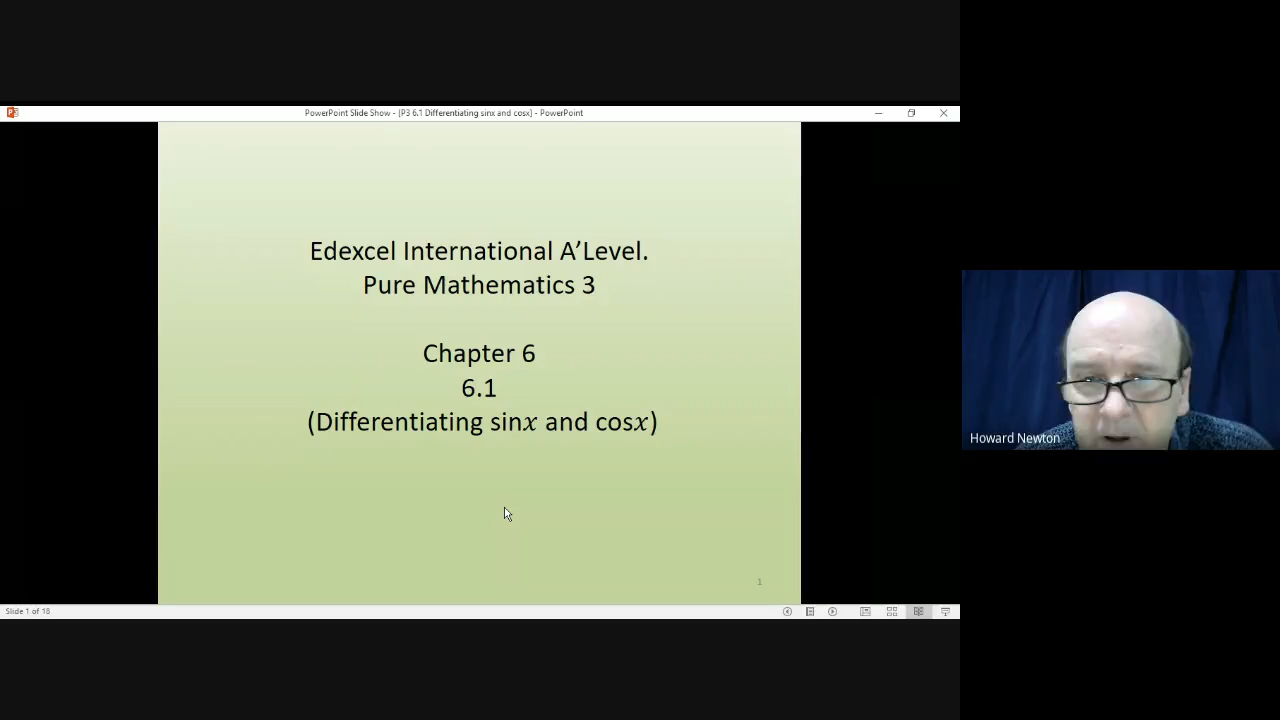 PowerPoint Slide Show - [P3 6.1 Differentiating sinx and cosx] - PowerPoint
Edexcel International A’Level.
Pure Mathematics 3
Chapter 6
6.1
(Differentiating sin𝑥 and cos𝑥)
1
Slide 1 of 18
Howard Newton